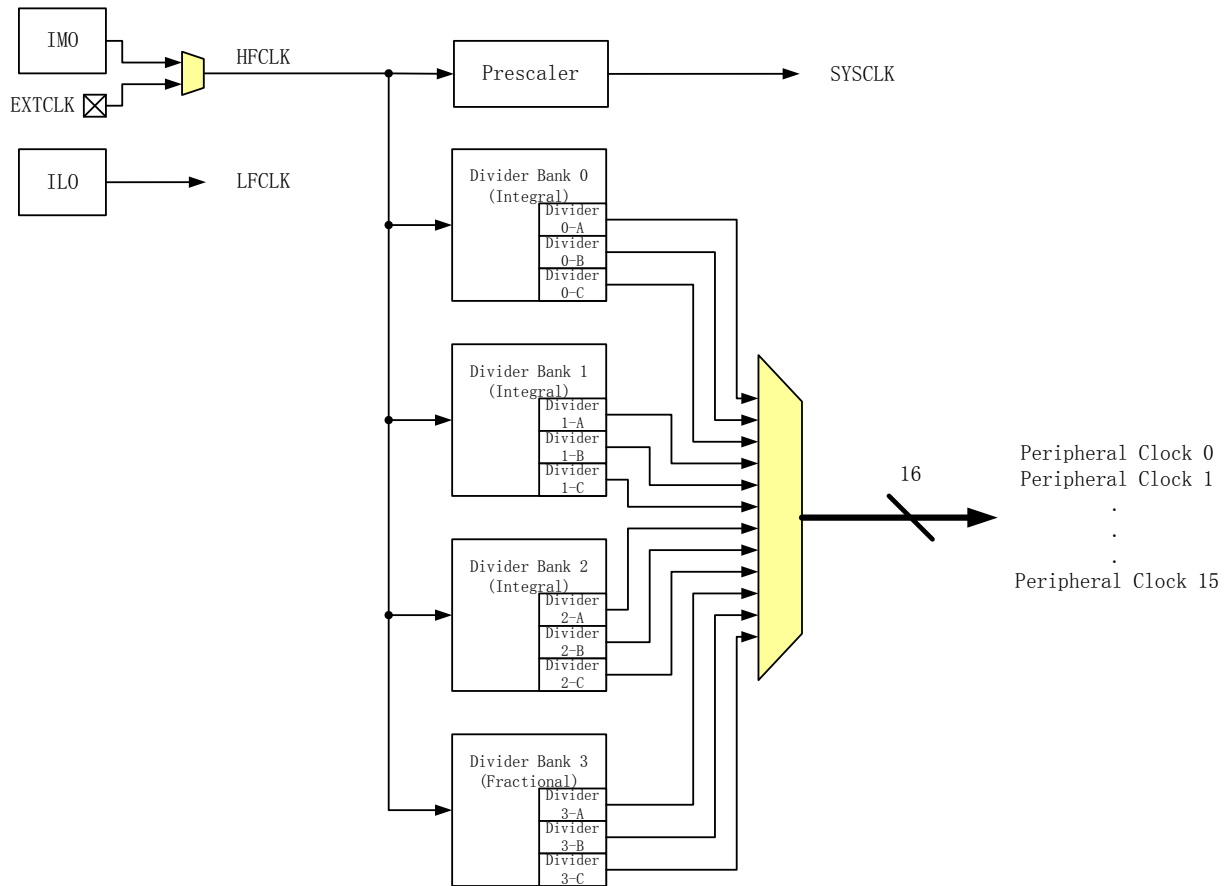 IMO
HFCLK
Prescaler
SYSCLK
EXTCLK
ILO
LFCLK
Divider Bank 0
(Integral)
Divider
0-A
Divider
0-B
Divider
0-C
Divider Bank 1
(Integral)
Divider
1-A
Divider
1-B
Divider
1-C
16
Peripheral Clock 0
Peripheral Clock 1
.
.
.
Peripheral Clock 15
Divider Bank 2
(Integral)
Divider
2-A
Divider
2-B
Divider
2-C
Divider Bank 3
(Fractional)
Divider
3-A
Divider
3-B
Divider
3-C